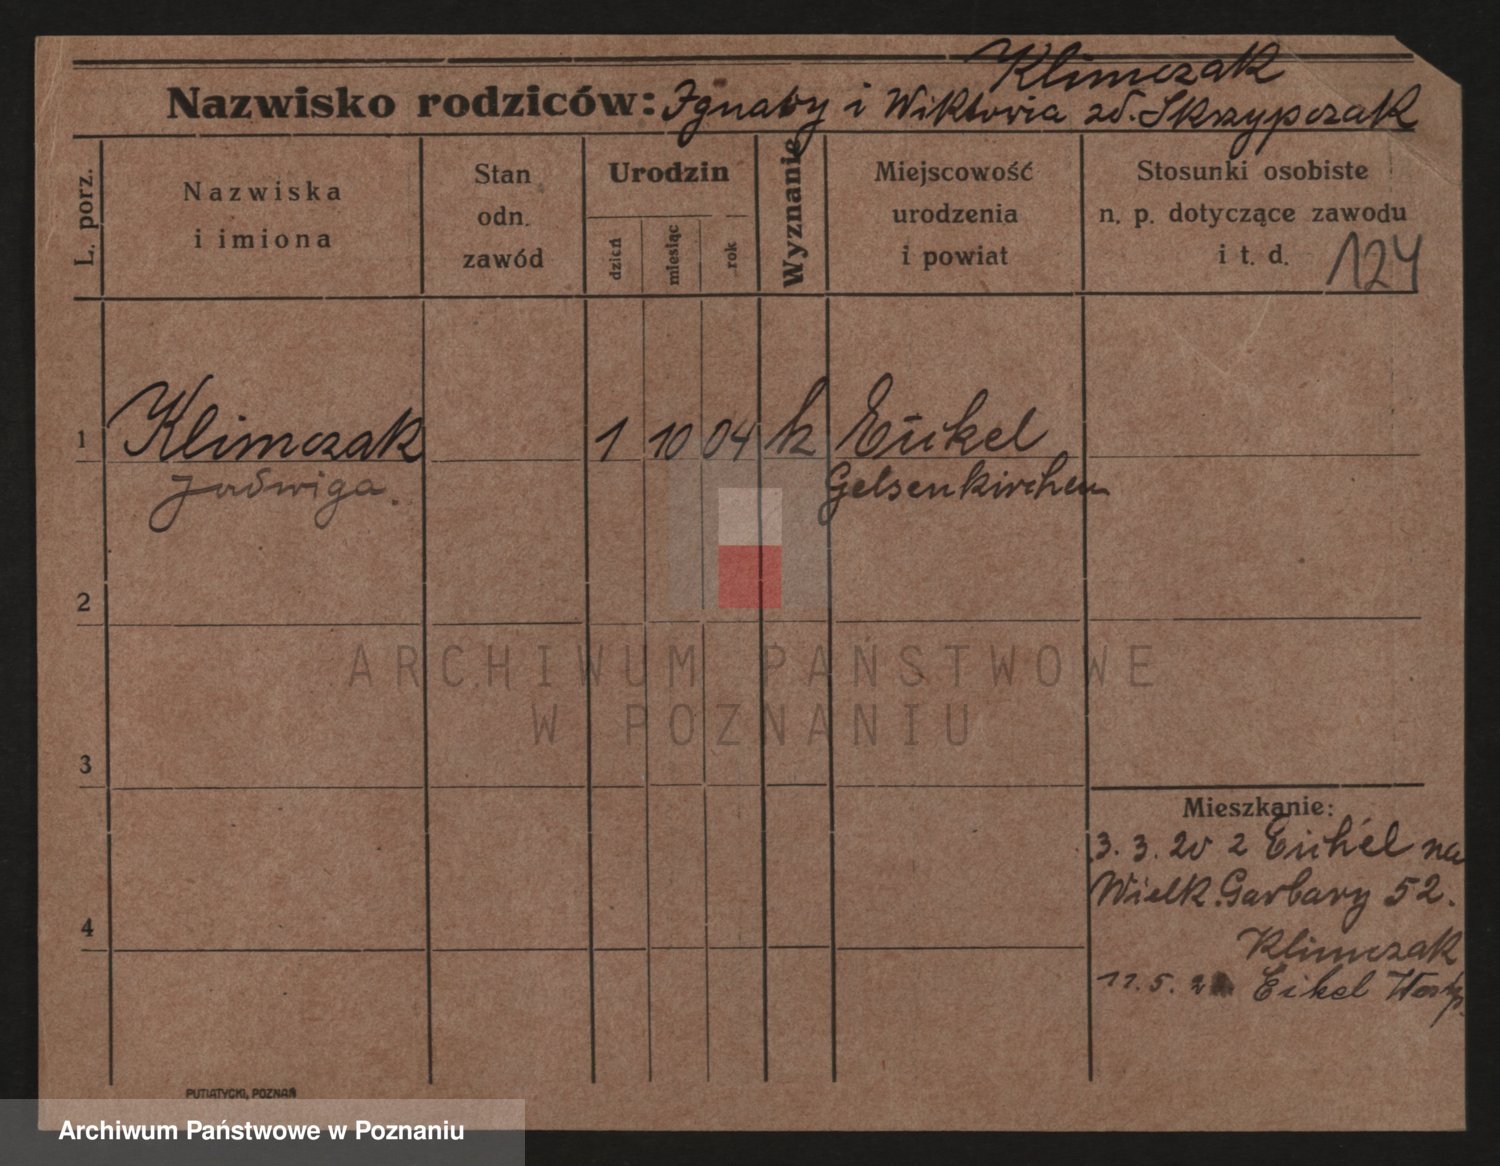 Klimczak
Nazwisko rodziców: Ignacy i Wiktoria zd. Skrzypczak
L. porz.
Nazwiska
i imiona
Stan
odn.
zawód
Urodzin
dzień
miesiąc
rok
Wyznanie
Miejscowość
urodzenia
i powiat
Stosunki osobiste
n. p. dotyczące zawodu
i t. d.
124
1 Klimczak 1 10 04 k Eickel
Jadwiga. Gelsenkirchen
2
ARCHIWUM PAŃSTWOWE
W POZNANIU
3
Mieszkanie:
3. 3. 20 z Eickel na
Wielk. Garbary 52.
4
Klimczak
11. 5. Eikel Westf.
PUTIATYCKI, POZNAŃ
Archiwum Państwowe w Poznaniu